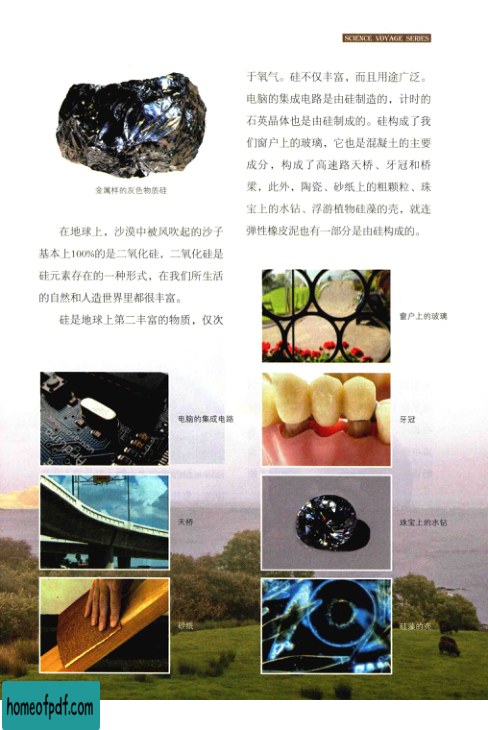 SCIENCE VOYAGE SERIES
金属样的灰色物质硅
在地球上，沙漠中被风吹起的沙子
基本上100%的是二氧化硅，二氧化硅是
硅元素存在的一种形式，在我们所生活
的自然和人造世界里都很丰富。
硅是地球上第二丰富的物质，仅次
于氧气。硅不仅丰富，而且用途广泛。
电脑的集成电路是由硅制造的，计时的
石英晶体也是由硅制成的。硅构成了我
们窗户上的玻璃，它也是混凝土的主要
成分，构成了高速路天桥、牙冠和桥
梁，此外，陶瓷、砂纸上的粗颗粒、珠
宝上的水钻、浮游植物硅藻的壳，就连
弹性橡皮泥也有一部分是由硅构成的。
窗户上的玻璃
电脑的集成电路
牙冠
天桥
珠宝上的水钻
砂纸
硅藻的壳
homeofpdf.com